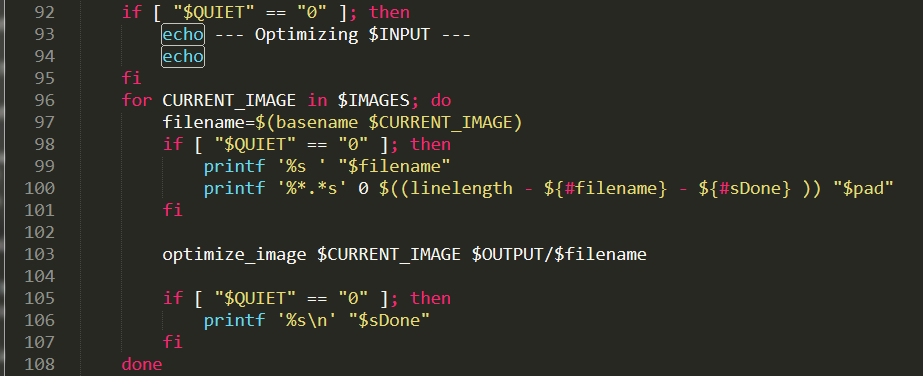 92 if [ "$QUIET" == "0" ]; then
93 echo --- Optimizing $INPUT ---
94 echo
95 fi
96 for CURRENT_IMAGE in $IMAGES; do
97 filename=$(basename $CURRENT_IMAGE)
98 if [ "$QUIET" == "0" ]; then
99 printf '%s ' "$filename"
100 printf '%*.*s' 0 $((linelength - ${#filename} - ${#sDone} )) "$pad"
101 fi
102
103 optimize_image $CURRENT_IMAGE $OUTPUT/$filename
104
105 if [ "$QUIET" == "0" ]; then
106 printf '%s\n' "$sDone"
107 fi
108 done